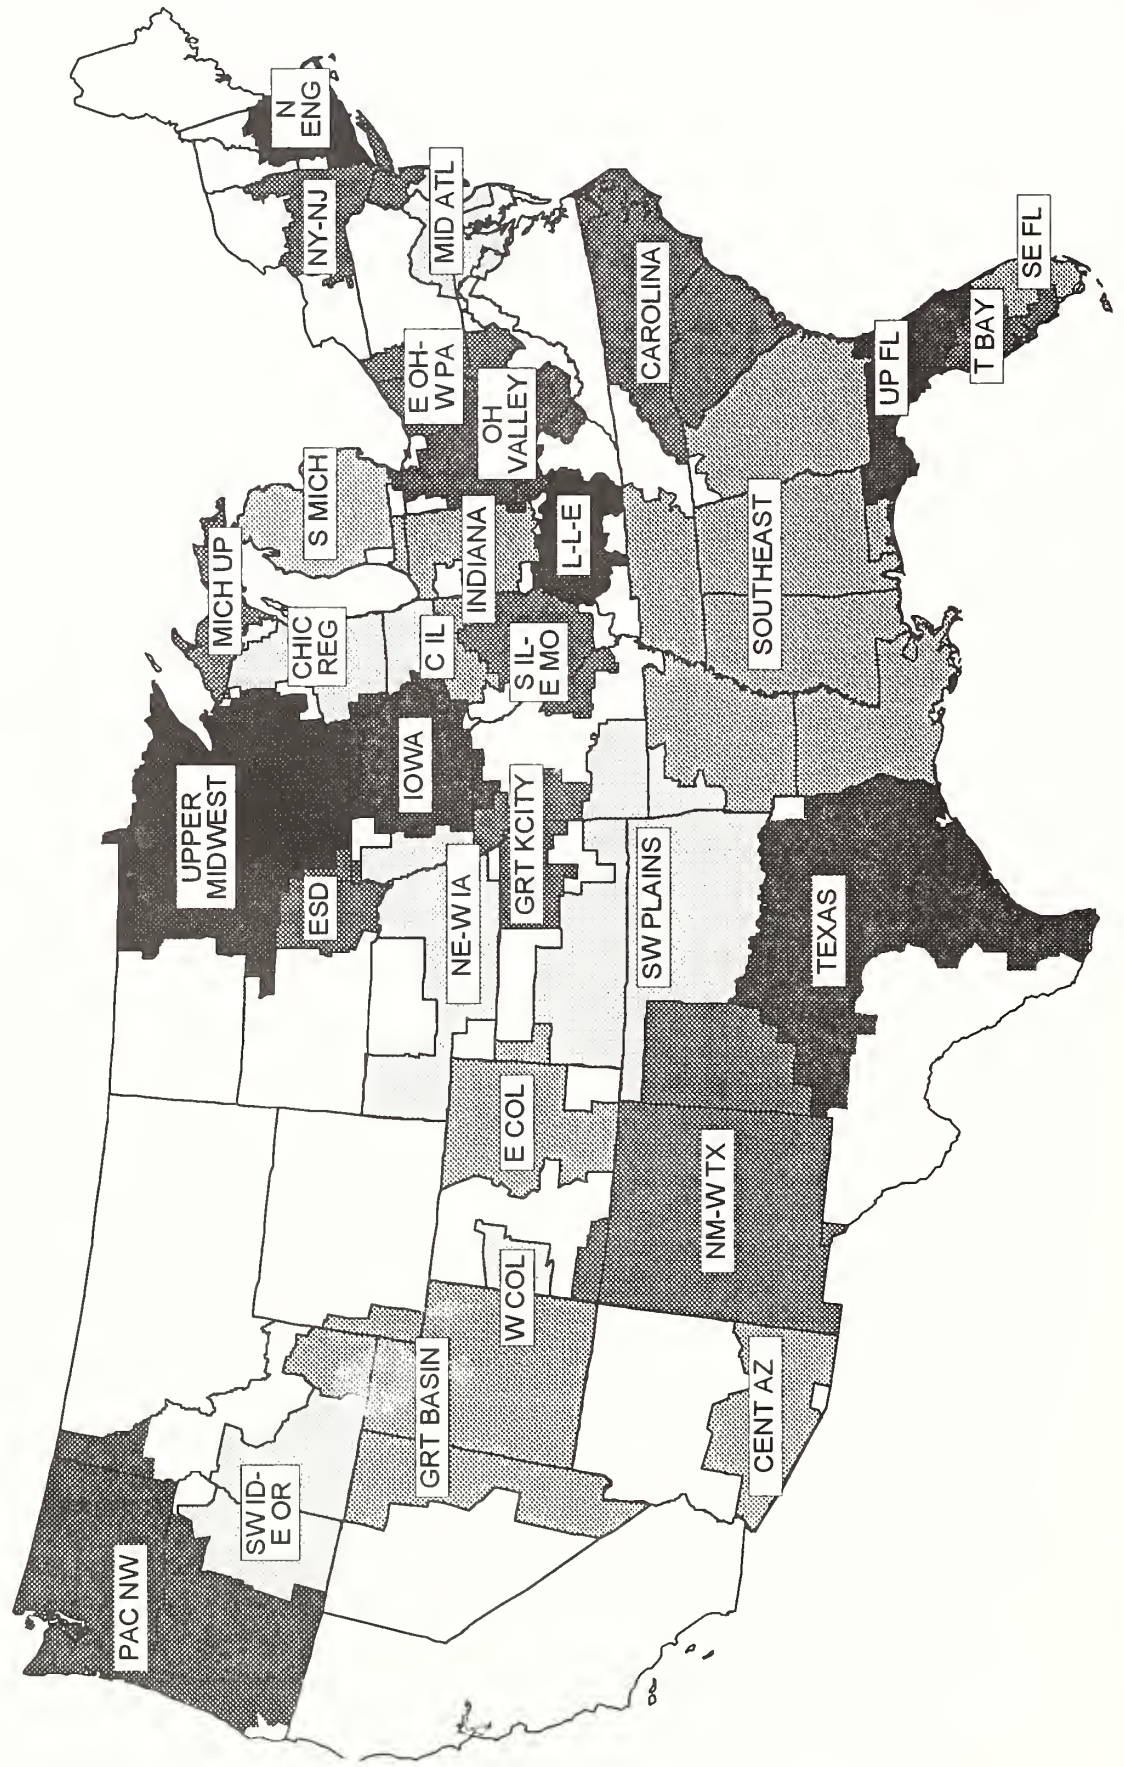 PAC NW
SW ID-
E OR
GRT BASIN
W COL
E COL
CENT AZ
NM-W TX
UPPER
MIDWEST
ESD
NE-W IA
GRT KCITY
SW PLAINS
TEXAS
IOWA
MICH UP
CHIC
REG
C IL
S IL-
E MO
S MICH
INDIANA
L-L-E
SOUTHEAST
E OH-
W PA
OH
VALLEY
CAROLINA
UP FL
T BAY
SE FL
N
ENG
NY-NJ
MID ATL